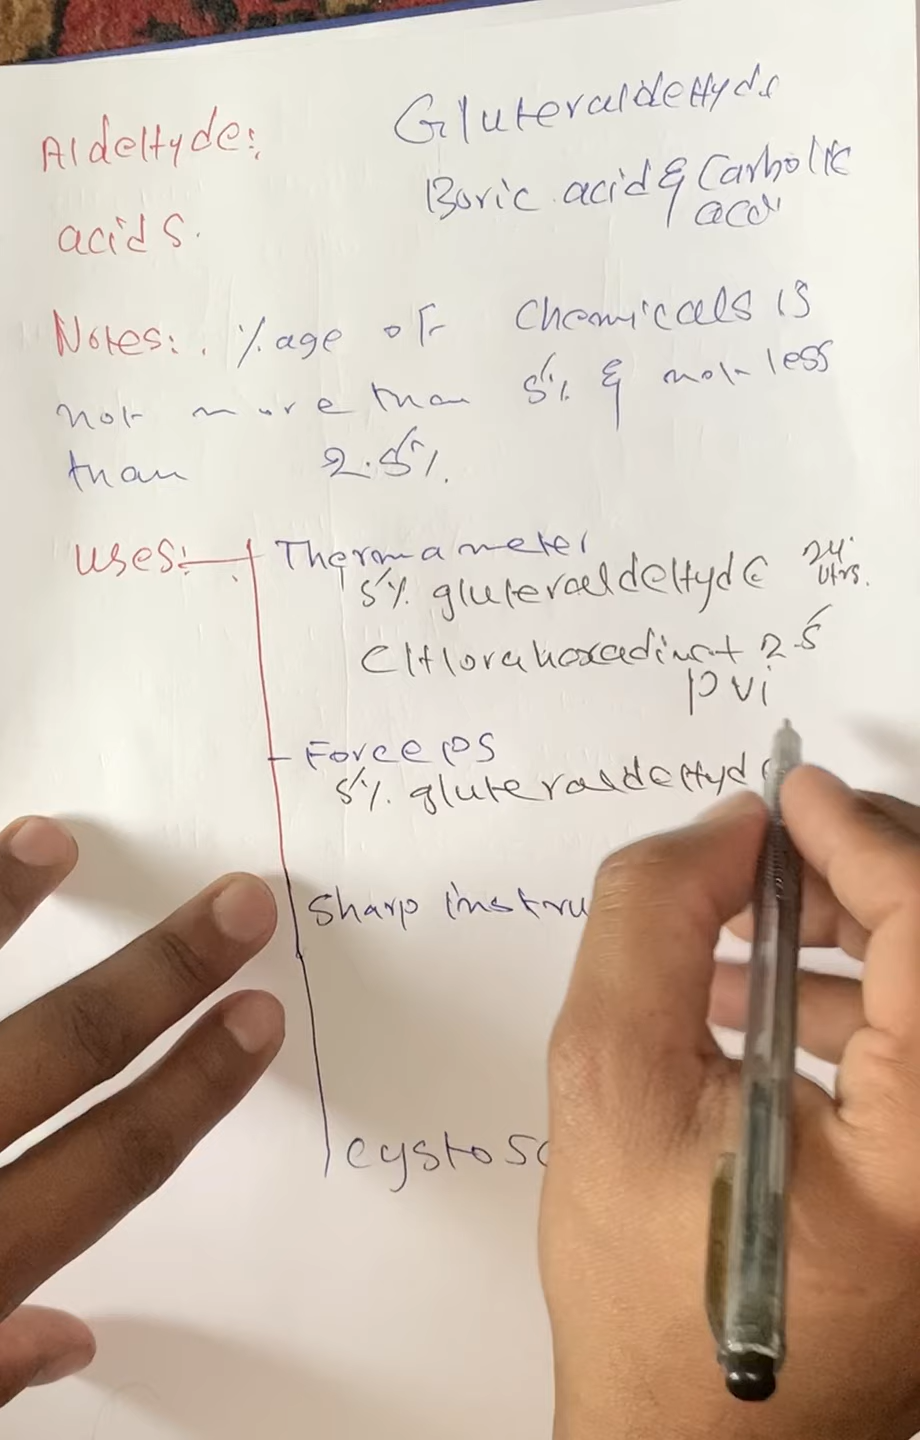 Aldehyde: Gluteraldehyde
acids. Boric acid & Carbolic
acid
Notes: %age of chemicals is
not more than 5% & not less
than 2.5%.
uses: Thermameter
5% gluteraldehyde 24
Hrs.
2.5
pvi
Forceps
5% gluteraldehyde
Sharp instru
cystosc